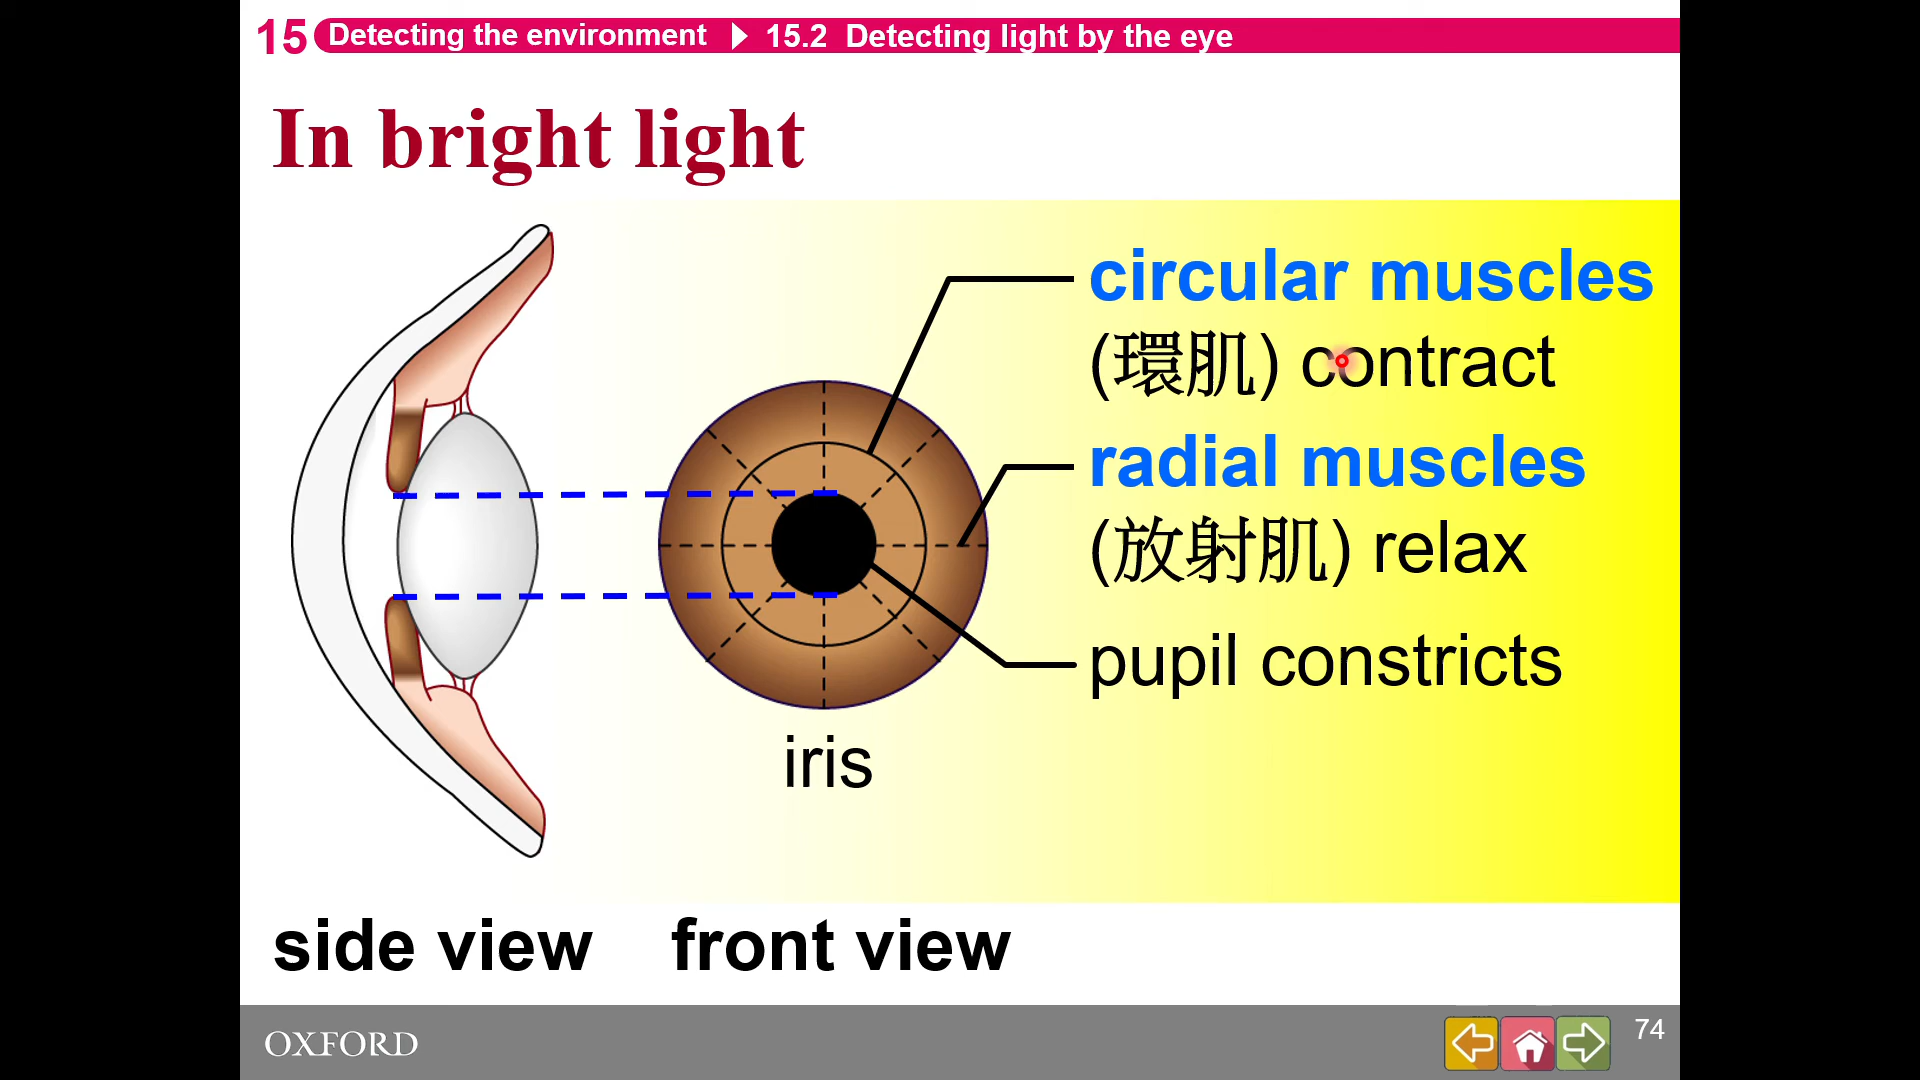 15 Detecting the environment 15.2 Detecting light by the eye
In bright light
circular muscles
(環肌) contract
radial muscles
(放射肌) relax
pupil constricts
iris
side view front view
OXFORD
74